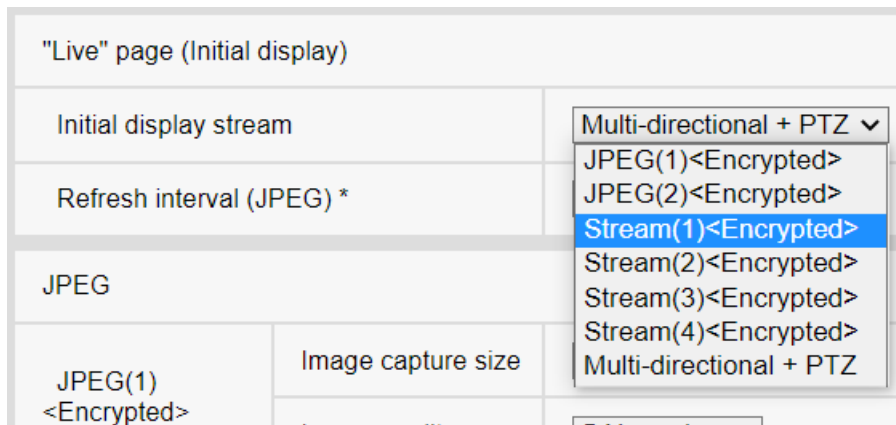 "Live" page (Initial display)
Initial display stream
Multi-directional + PTZ
JPEG(1)<Encrypted>
JPEG(2)<Encrypted>
Refresh interval (JPEG) *
Stream(1)<Encrypted>
Stream(2)<Encrypted>
JPEG
Stream(3)<Encrypted>
Stream(4)<Encrypted>
Multi-directional + PTZ
JPEG(1)
<Encrypted>
Image capture size